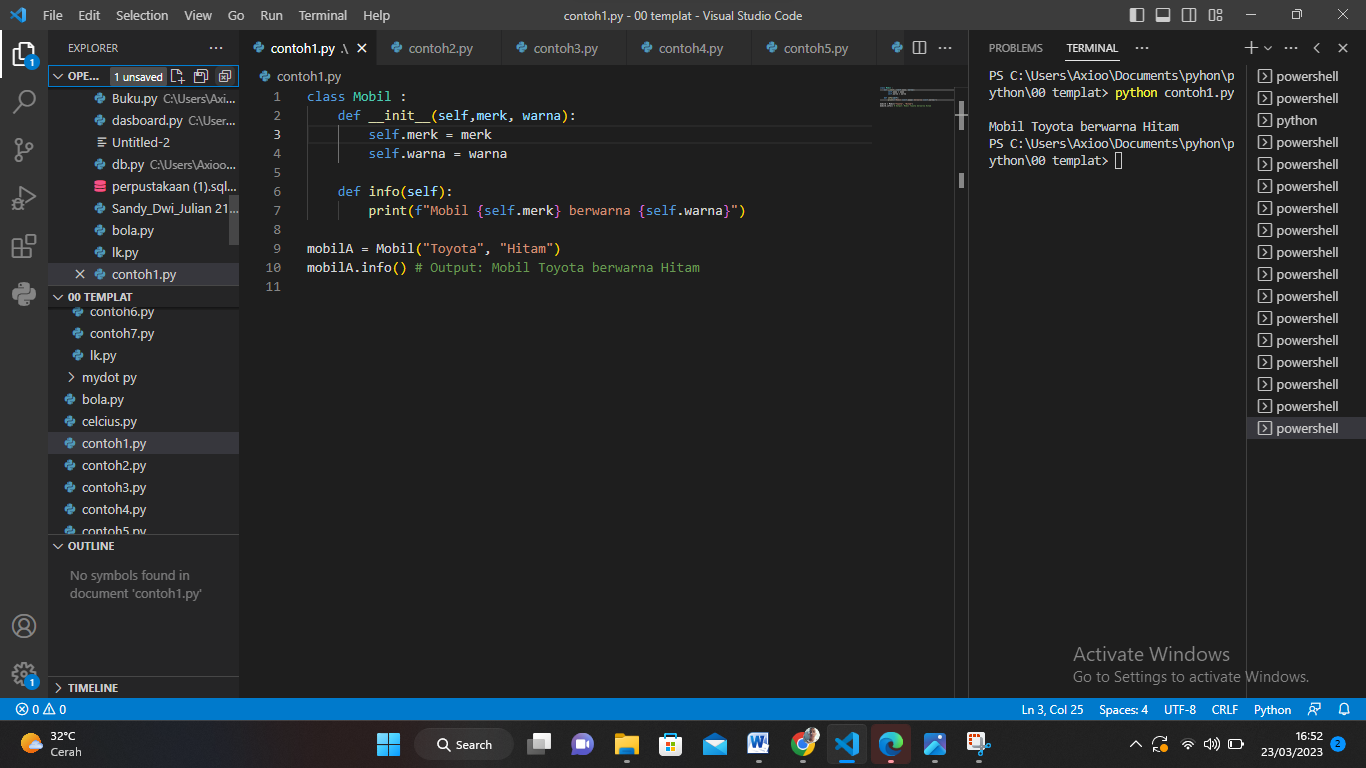 File Edit Selection View Go Run Terminal Help
contoh1.py - 00 templat - Visual Studio Code
EXPLORER
OPE... 1 unsaved
Buku.py C:\Users\Axi...
dasboard.py C:\User...
Untitled-2
db.py C:\Users\Axioo...
perpustakaan (1).sql...
Sandy_Dwi_Julian 21...
bola.py
lk.py
contoh1.py
00 TEMPLAT
contoh6.py
contoh7.py
lk.py
mydot py
bola.py
celcius.py
contoh1.py
contoh2.py
contoh3.py
contoh4.py
contoh5.py
OUTLINE
No symbols found in
document 'contoh1.py'
TIMELINE
contoh1.py .\ contoh2.py contoh3.py contoh4.py contoh5.py
contoh1.py
1 class Mobil :
2 def __init__(self,merk, warna):
3 self.merk = merk
4 self.warna = warna
5
6 def info(self):
7 print(f"Mobil {self.merk} berwarna {self.warna}")
8
9 mobilA = Mobil("Toyota", "Hitam")
10 mobilA.info() # Output: Mobil Toyota berwarna Hitam
11
PROBLEMS TERMINAL
PS C:\Users\Axioo\Documents\pyhon\p
ython\00 templat> python contoh1.py
Mobil Toyota berwarna Hitam
PS C:\Users\Axioo\Documents\pyhon\p
ython\00 templat>
powershell
powershell
python
powershell
powershell
powershell
powershell
powershell
powershell
powershell
powershell
powershell
powershell
powershell
powershell
powershell
powershell
Activate Windows
Go to Settings to activate Windows.
1
1
0 0
Ln 3, Col 25 Spaces: 4 UTF-8 CRLF Python
32°C
Cerah
Search
16:52
23/03/2023
2